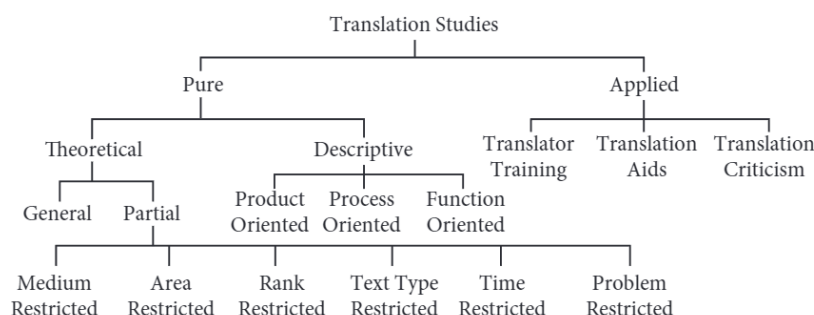 Translation Studies
Pure Applied
Theoretical Descriptive Translator Training Translation Aids Translation Criticism
General Partial Product Oriented Process Oriented Function Oriented
Medium Restricted Area Restricted Rank Restricted Text Type Restricted Time Restricted Problem Restricted